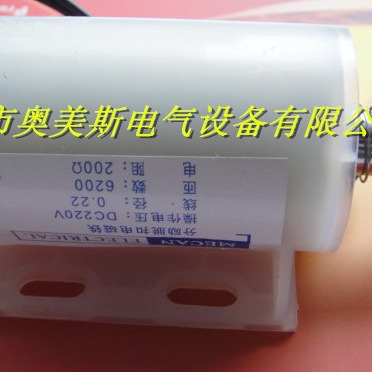 市奥美斯电气设备有限公
MECAN
ELECTRICAL
分励脱扣电磁铁
操作电压:DC220V
线 径:0.22
匝 数:6200
电 阻:200Ω